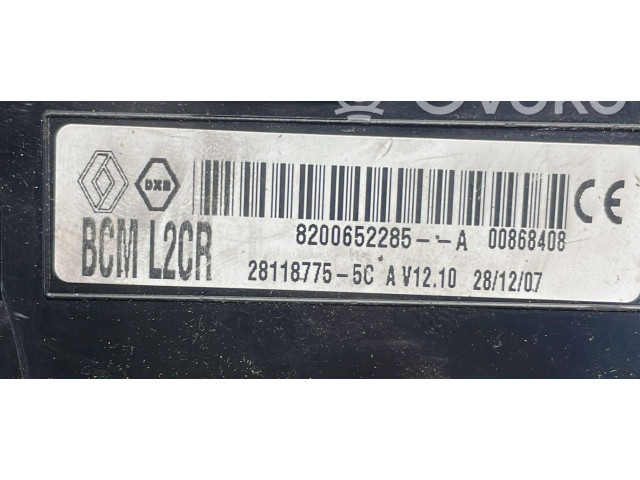 DXB
BCM L2CR
8200652285--A 00868408
28118775-5C A V12.10 28/12/07
CE